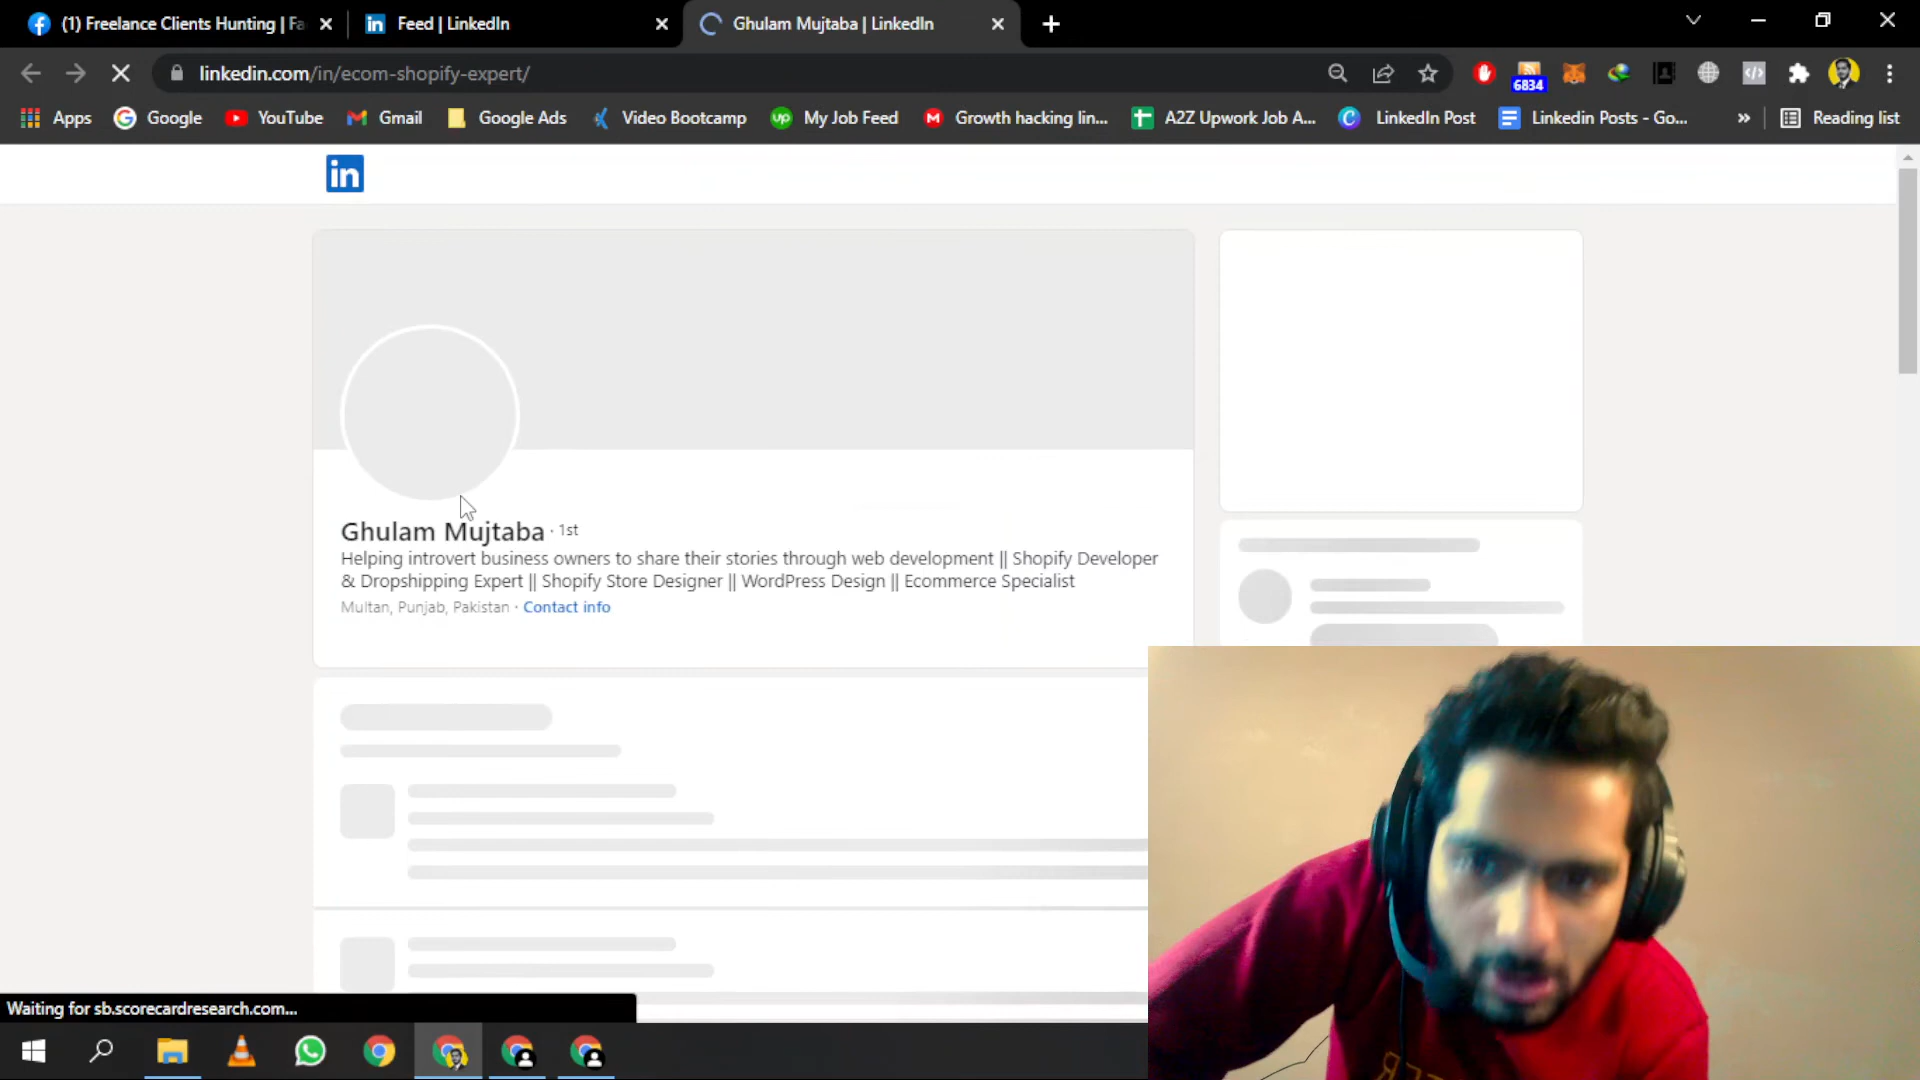 (1) Freelance Clients Hunting | Fa
Feed | LinkedIn
Ghulam Mujtaba | LinkedIn
linkedin.com/in/ecom-shopify-expert/
6834
Apps
Google
YouTube
Gmail
Google Ads
Video Bootcamp
up
My Job Feed
M
Growth hacking lin...
A2Z Upwork Job A...
LinkedIn Post
Linkedin Posts - Go...
»
Reading list
in
Ghulam Mujtaba · 1st
Helping introvert business owners to share their stories through web development || Shopify Developer
& Dropshipping Expert || Shopify Store Designer || WordPress Design || Ecommerce Specialist
Multan, Punjab, Pakistan · Contact info
Waiting for sb.scorecardresearch.com...